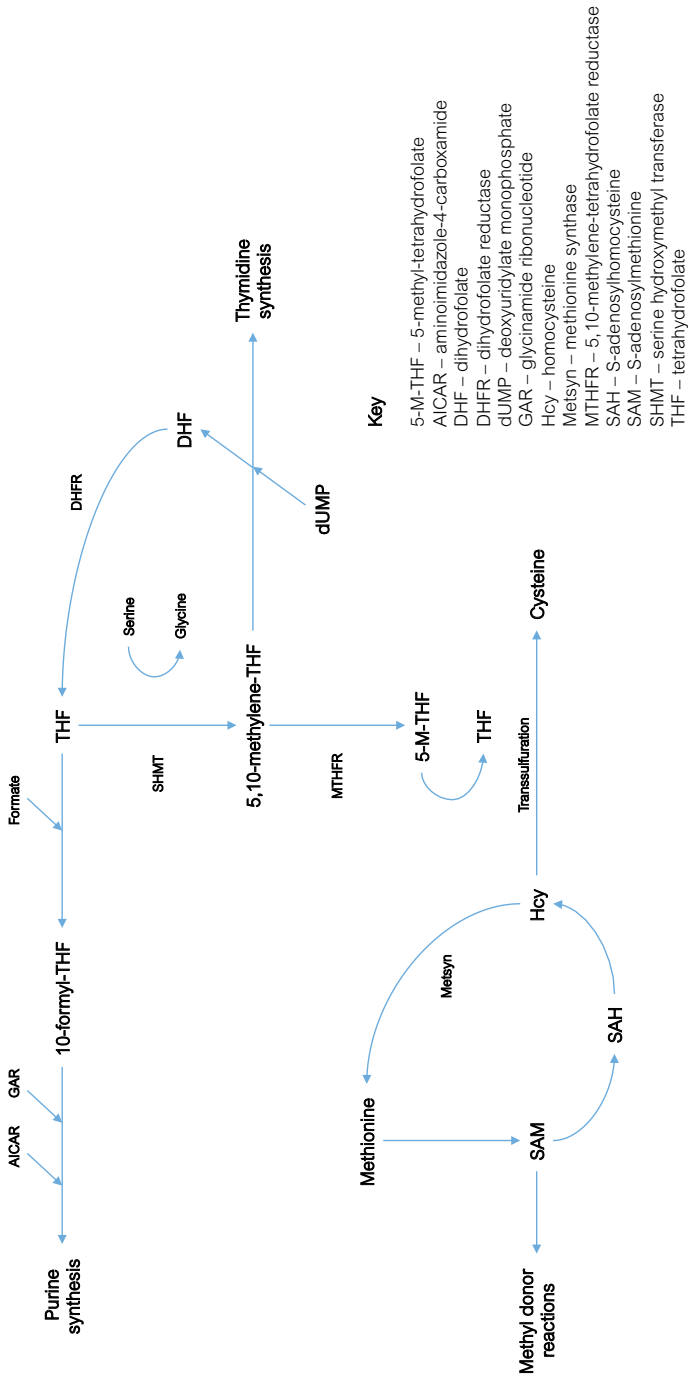 Formate
AICAR
GAR
Purine
synthesis
10-formyl-THF
THF
DHFR
DHF
SHMT
Serine
Glycine
5,10-methylene-THF
Thymidine
synthesis
dUMP
MTHFR
5-M-THF
THF
Methionine
Metsyn
Methyl donor
reactions
SAM
Hcy
Transsulfuration
Cysteine
SAH
Key
5-M-THF – 5-methyl-tetrahydrofolate
AICAR – aminoimidazole-4-carboxamide
DHF – dihydrofolate
DHFR – dihydrofolate reductase
dUMP – deoxyuridylate monophosphate
GAR – glycinamide ribonucleotide
Hcy – homocysteine
Metsyn – methionine synthase
MTHFR – 5,10-methylene-tetrahydrofolate reductase
SAH – S-adenosylhomocysteine
SAM – S-adenosylmethionine
SHMT – serine hydroxymethyl transferase
THF – tetrahydrofolate